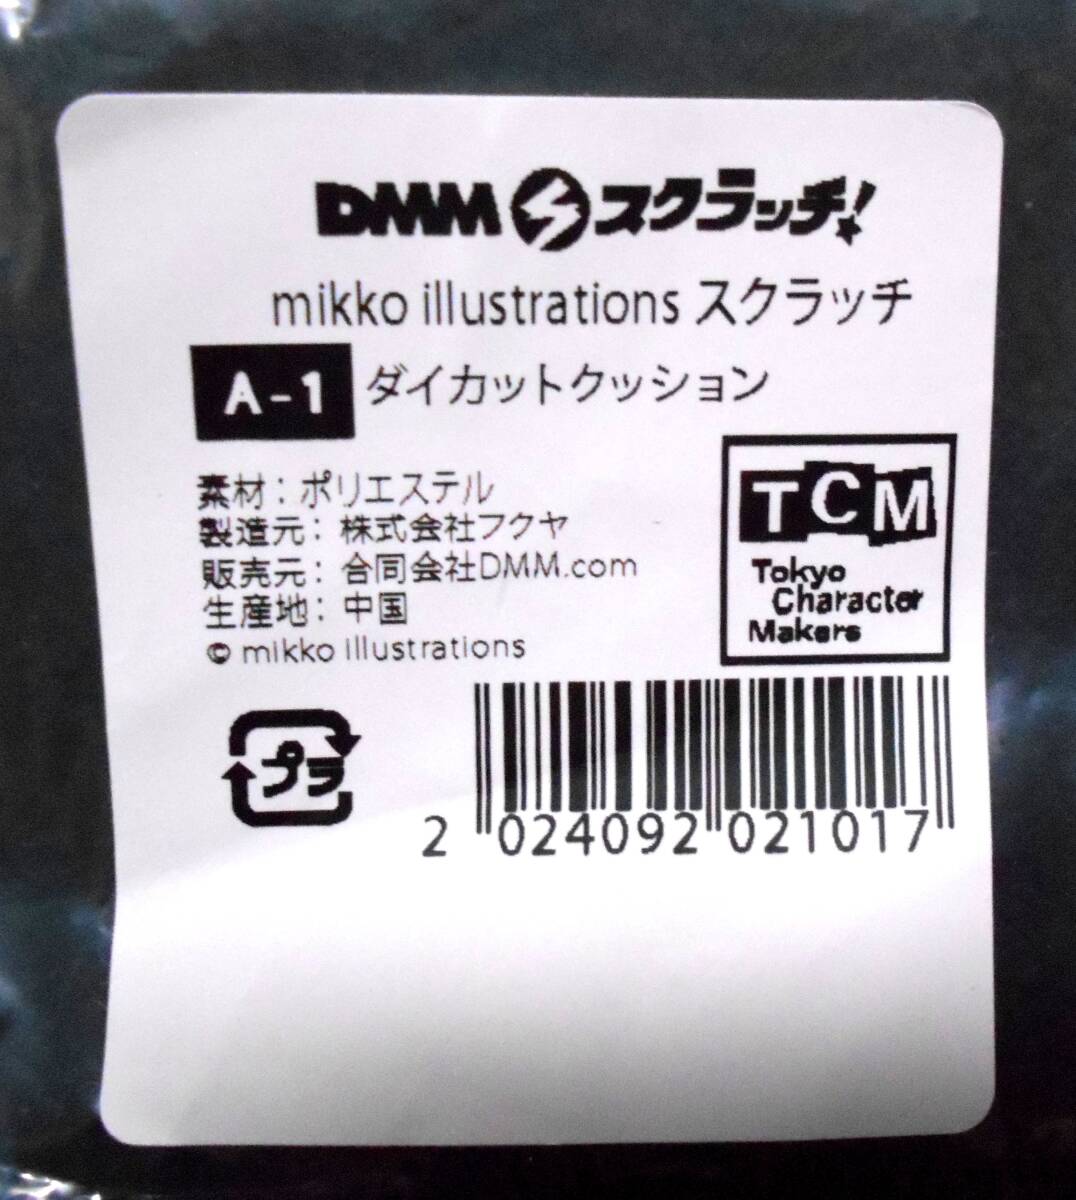 DMMスクラッチ!
mikko illustrations スクラッチ
A-1 ダイカットクッション
素材：ポリエステル
製造元：株式会社フクヤ
販売元：合同会社DMM.com
生産地：中国
© mikko illustrations
TCM
Tokyo
Character
Makers
プラ
2 024092 021017